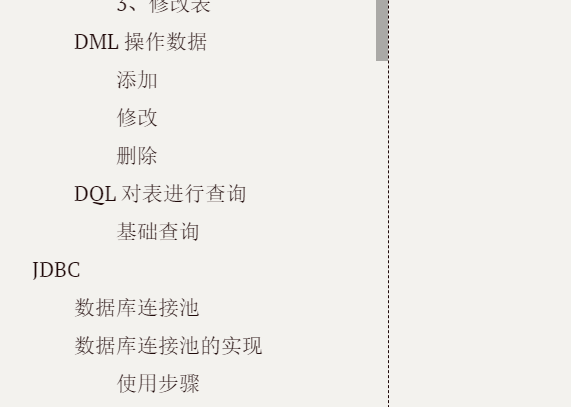 3、修改表
DML 操作数据
添加
修改
删除
DQL 对表进行查询
基础查询
JDBC
数据库连接池
数据库连接池的实现
使用步骤